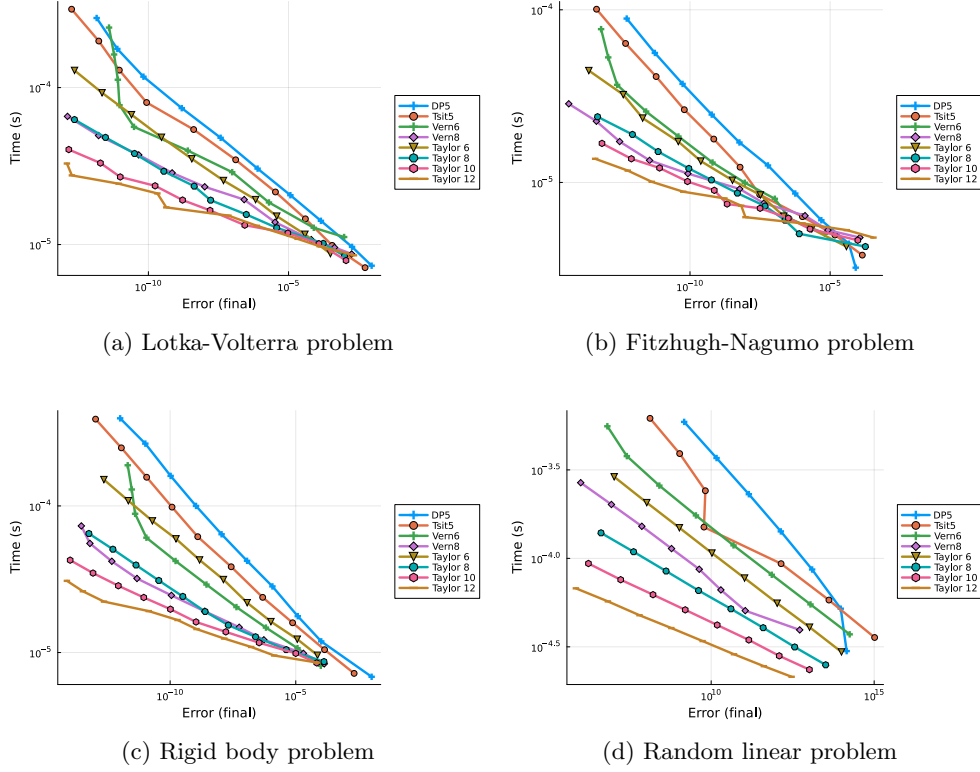 Time (s)
10⁻⁴
10⁻⁵
10⁻¹⁰
10⁻⁵
Error (final)
DP5
Tsit5
Vern6
Vern8
Taylor 6
Taylor 8
Taylor 10
Taylor 12
(a) Lotka-Volterra problem
Time (s)
10⁻⁴
10⁻⁵
10⁻¹⁰
10⁻⁵
Error (final)
DP5
Tsit5
Vern6
Vern8
Taylor 6
Taylor 8
Taylor 10
Taylor 12
(b) Fitzhugh-Nagumo problem
Time (s)
10⁻⁴
10⁻⁵
10⁻¹⁰
10⁻⁵
Error (final)
DP5
Tsit5
Vern6
Vern8
Taylor 6
Taylor 8
Taylor 10
Taylor 12
(c) Rigid body problem
Time (s)
10⁻³·⁵
10⁻⁴·⁰
10⁻⁴·⁵
10¹⁰
10¹⁵
Error (final)
DP5
Tsit5
Vern6
Vern8
Taylor 6
Taylor 8
Taylor 10
Taylor 12
(d) Random linear problem